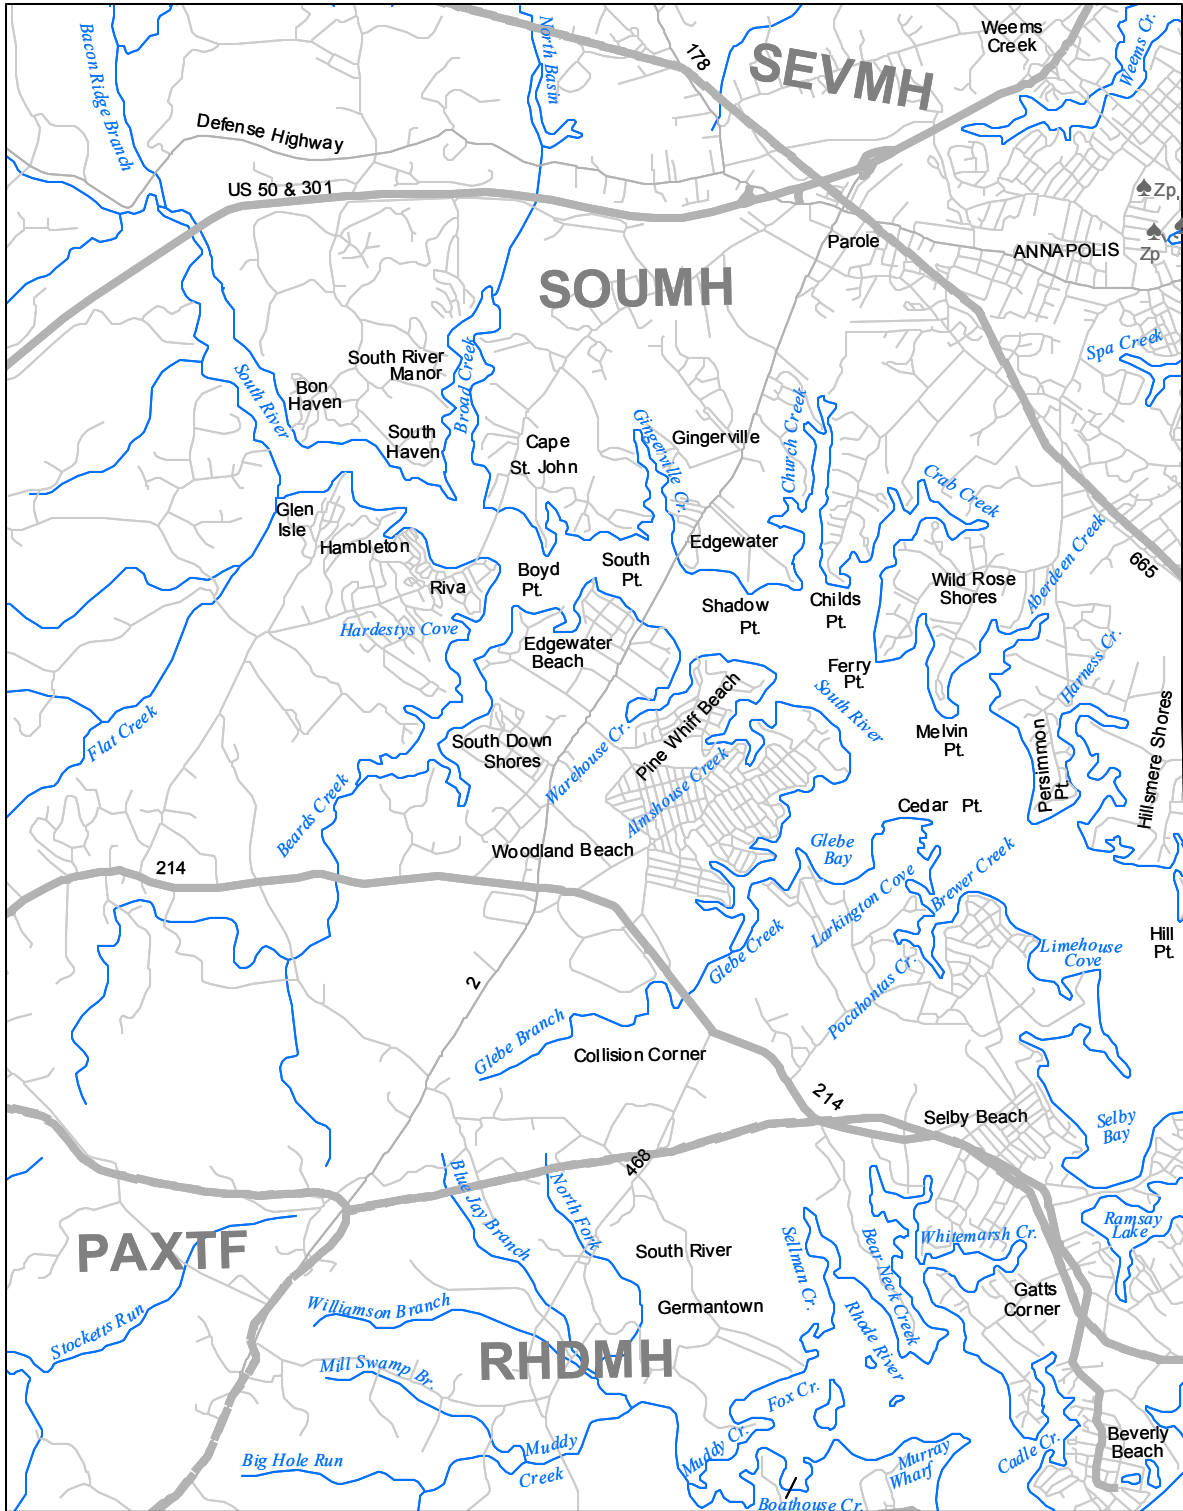 Weems
Creek
Weems Cr.
Bacon Ridge Branch
North Basin
178
SEVMH
Defense Highway
US 50 & 301
Zp
Zp
Parole
ANNAPOLIS
SOUMH
Spa Creek
South River
Manor
Broad Creek
South River
Bon
Haven
South
Haven
Cape
St. John
Gingerville Cr.
Gingerville
Church Creek
Crab Creek
Glen
Isle
Hambleton
Edgewater
Aberdeen Creek
665
South
Pt.
Boyd
Pt.
Riva
Wild Rose
Shores
Shadow
Pt.
Childs
Pt.
Hardestys Cove
Edgewater
Beach
Harness Cr.
Ferry
Pt.
South River
Pine Whiff Beach
Flat Creek
South Down
Shores
Warehouse Cr.
Almshouse Creek
Melvin
Pt.
Persimmon
Pt.
Hillsmere Shores
Beards Creek
Cedar Pt.
Woodland Beach
Glebe
Bay
214
Larkington Cove
Brewer Creek
Hill
Pt.
Limehouse
Cove
Glebe Creek
2
Pocahontas Cr.
Glebe Branch
Collision Corner
214
Selby Beach
Selby
Bay
468
Blue Jay Branch
North Fork
Ramsay
Lake
PAXTF
South River
Sellman Cr.
Bear Neck Creek
Whitemarsh Cr.
Gatts
Corner
Germantown
Rhode River
Williamson Branch
Stocketts Run
RHDMH
Mill Swamp Br.
Fox Cr.
Beverly
Beach
Muddy
Creek
Muddy Cr.
Murray
Wharf
Cadle Cr.
Big Hole Run
Boathouse Cr.